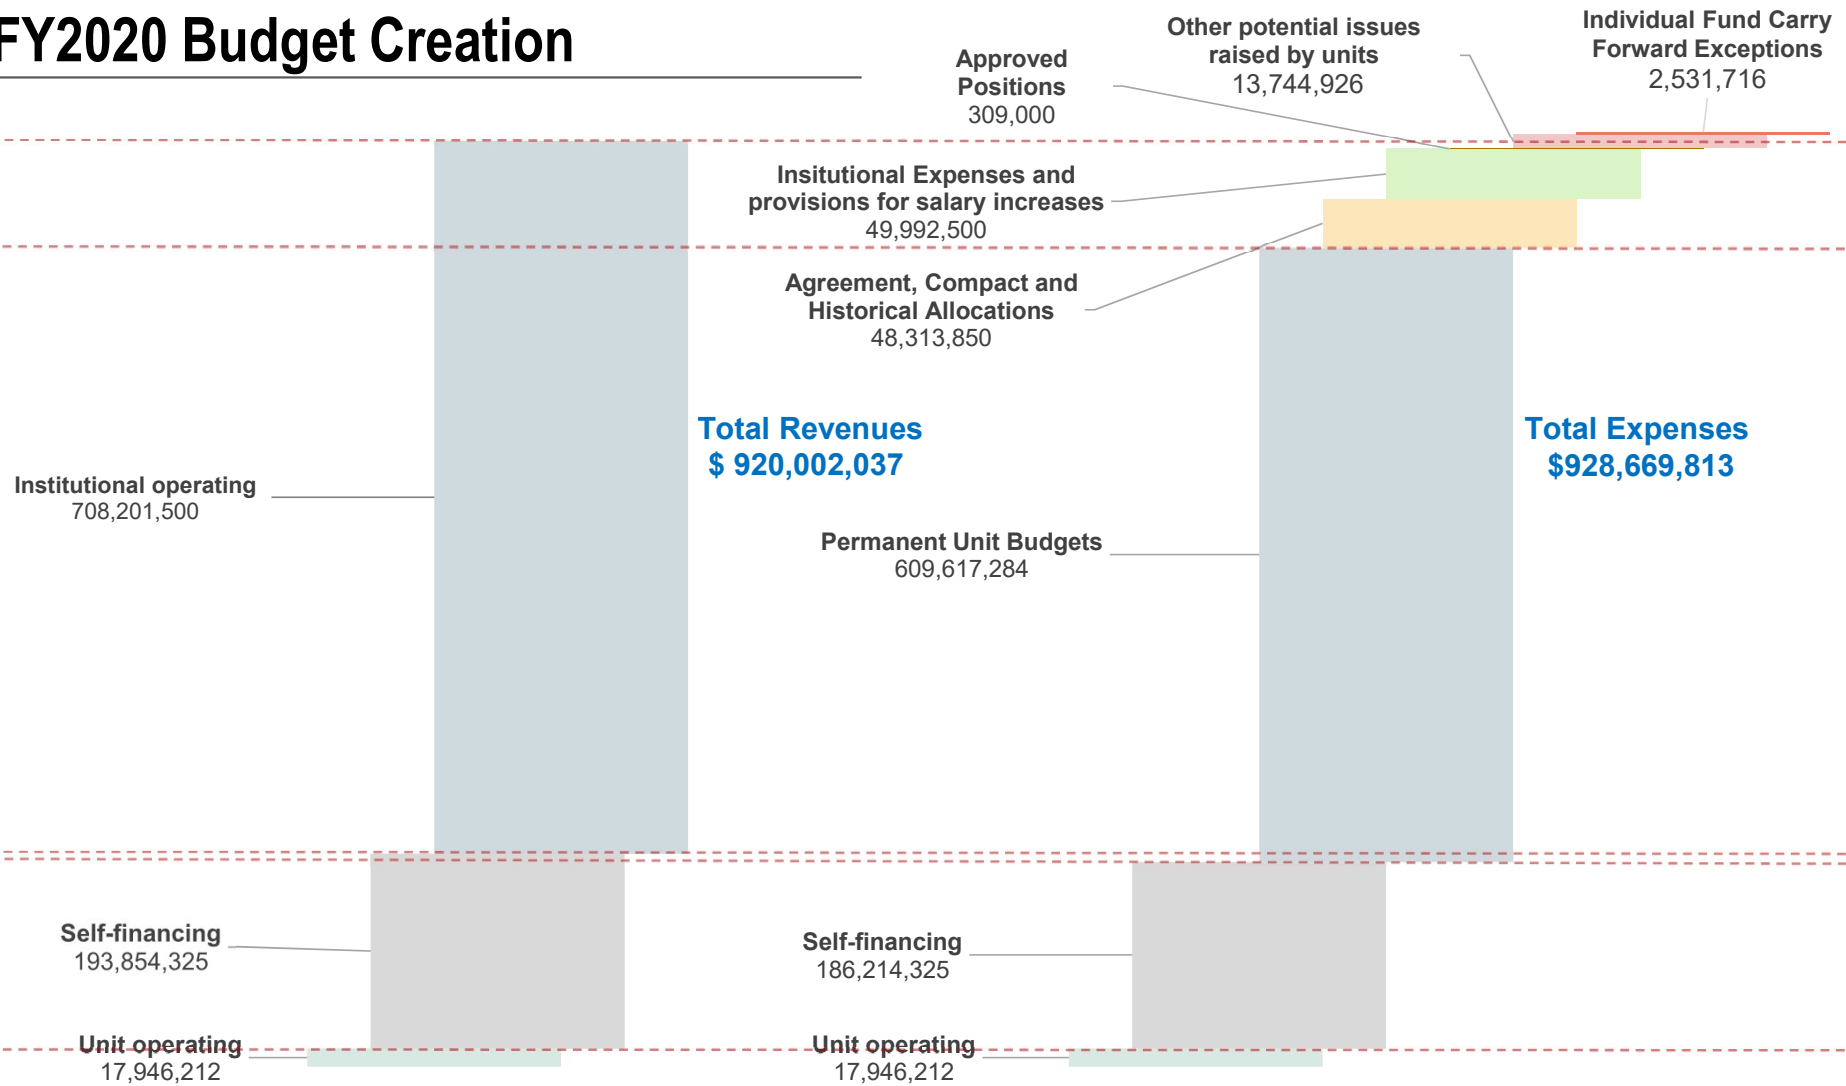 FY2020 Budget Creation
Approved
Positions
309,000
Other potential issues
raised by units
13,744,926
Individual Fund Carry
Forward Exceptions
2,531,716
Insitutional Expenses and
provisions for salary increases
49,992,500
Agreement, Compact and
Historical Allocations
48,313,850
Total Revenues
$ 920,002,037
Total Expenses
$928,669,813
Institutional operating
708,201,500
Permanent Unit Budgets
609,617,284
Self-financing
193,854,325
Self-financing
186,214,325
Unit operating
17,946,212
Unit operating
17,946,212